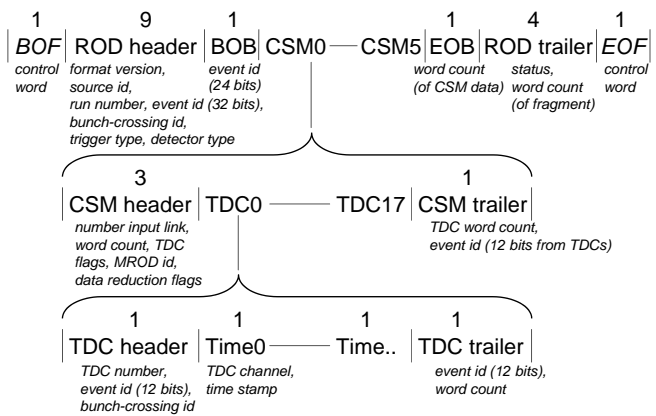 1 9 1 1 4 1
BOF ROD header BOB CSM0 CSM5 EOB ROD trailer EOF
control word
format version, source id, run number, event id (32 bits), bunch-crossing id, trigger type, detector type
event id (24 bits)
word count (of CSM data)
status, word count (of fragment)
control word
3 1
CSM header TDC0 TDC17 CSM trailer
number input link, word count, TDC flags, MROD id, data reduction flags
TDC word count, event id (12 bits from TDCs)
1 1 1 1
TDC header Time0 Time.. TDC trailer
TDC number, event id (12 bits), bunch-crossing id
TDC channel, time stamp
event id (12 bits), word count